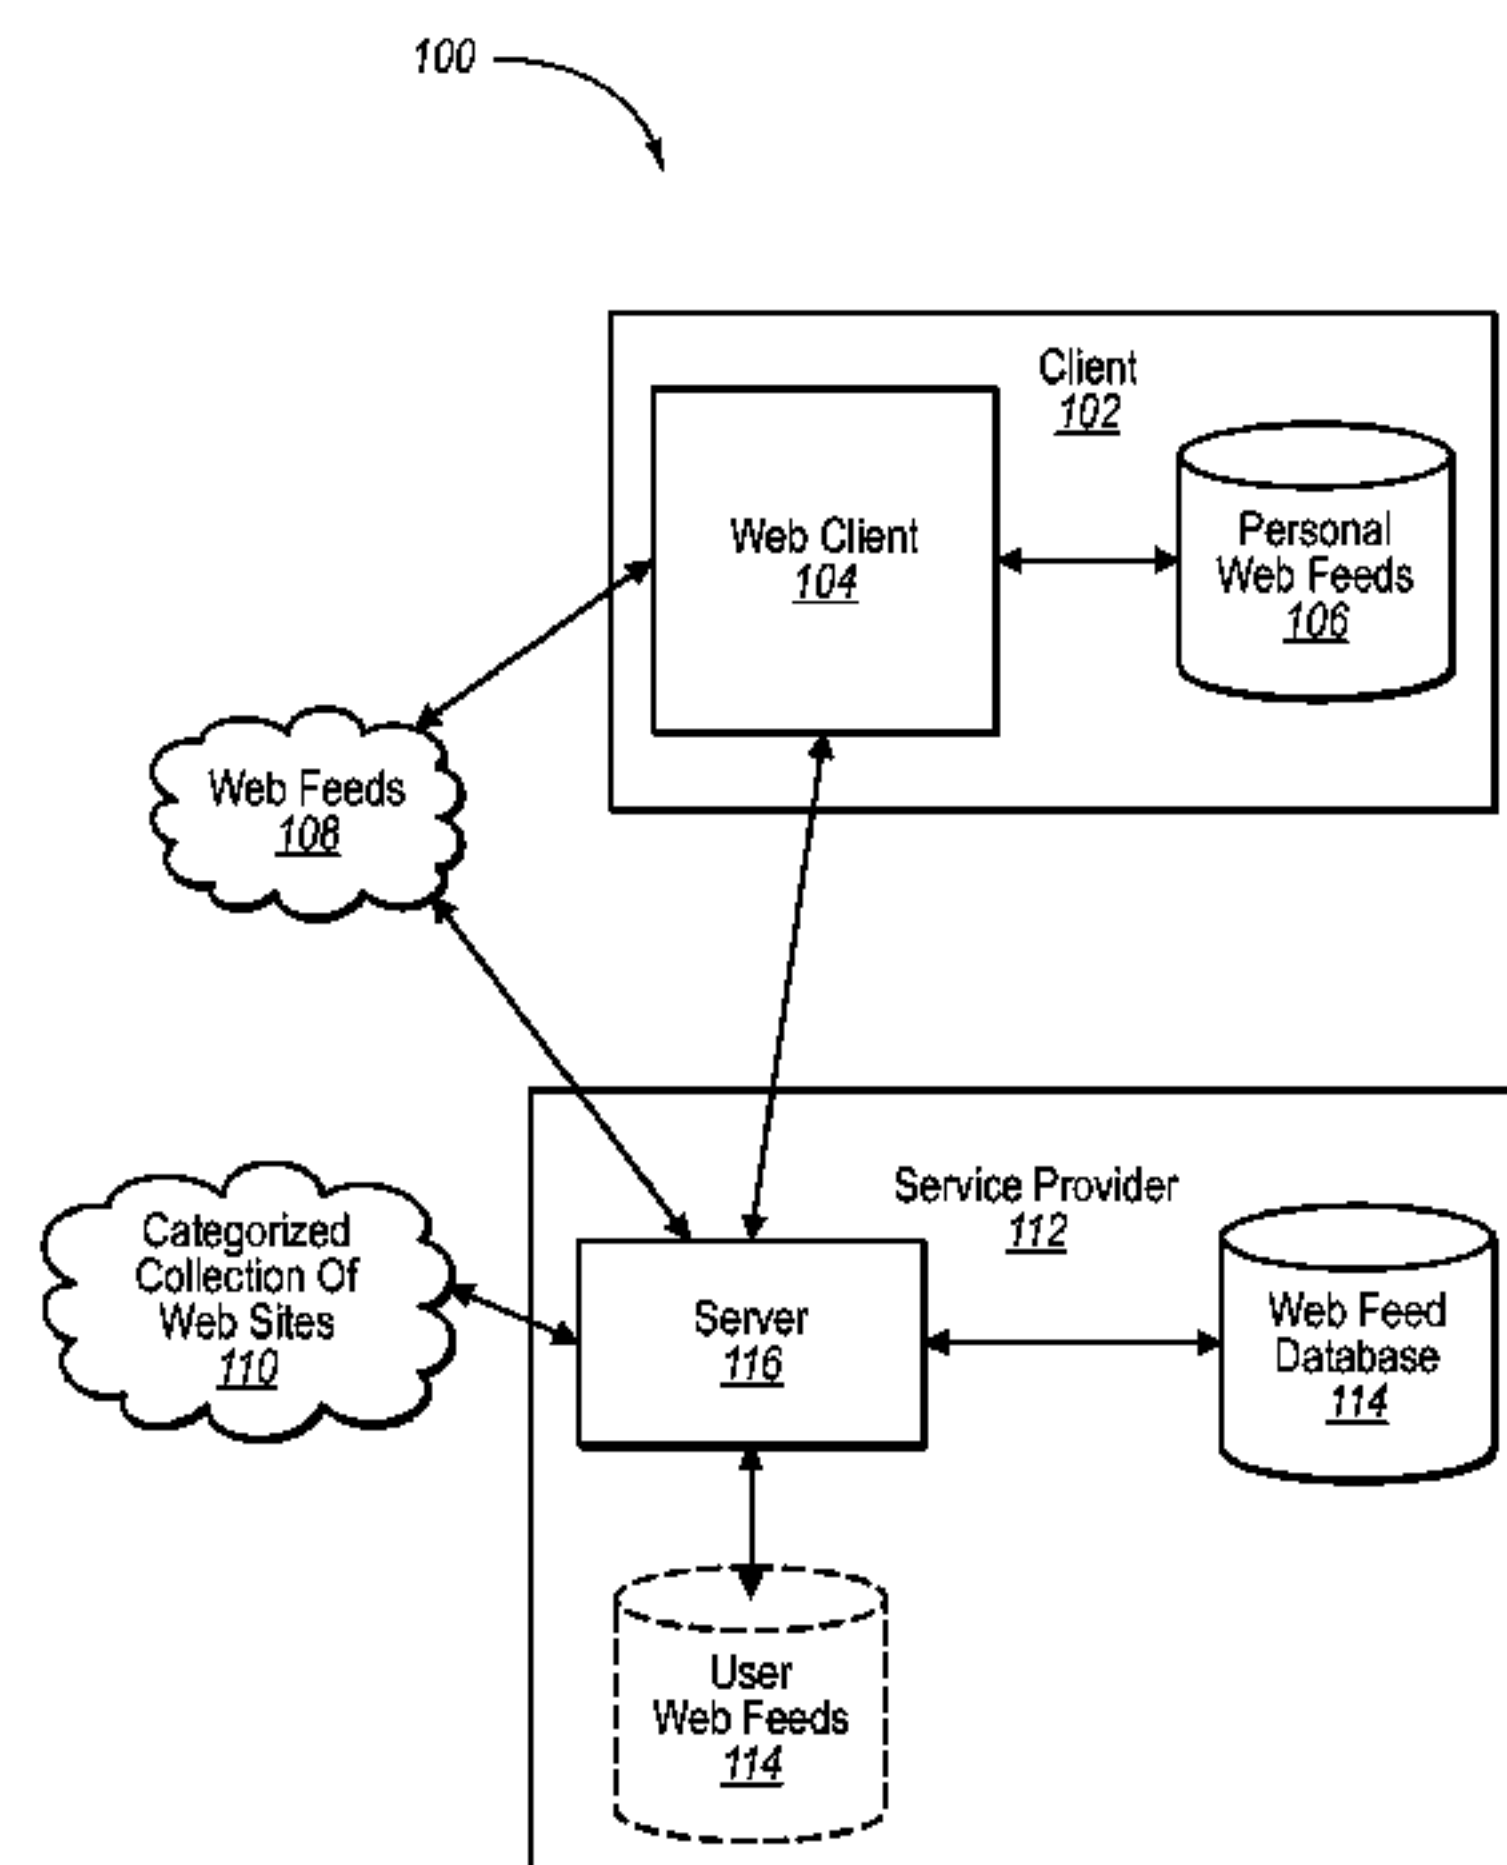 100
Client
102
Web Client
104
Personal
Web Feeds
106
Web Feeds
108
Service Provider
112
Categorized
Collection Of
Web Sites
110
Server
116
Web Feed
Database
114
User
Web Feeds
114